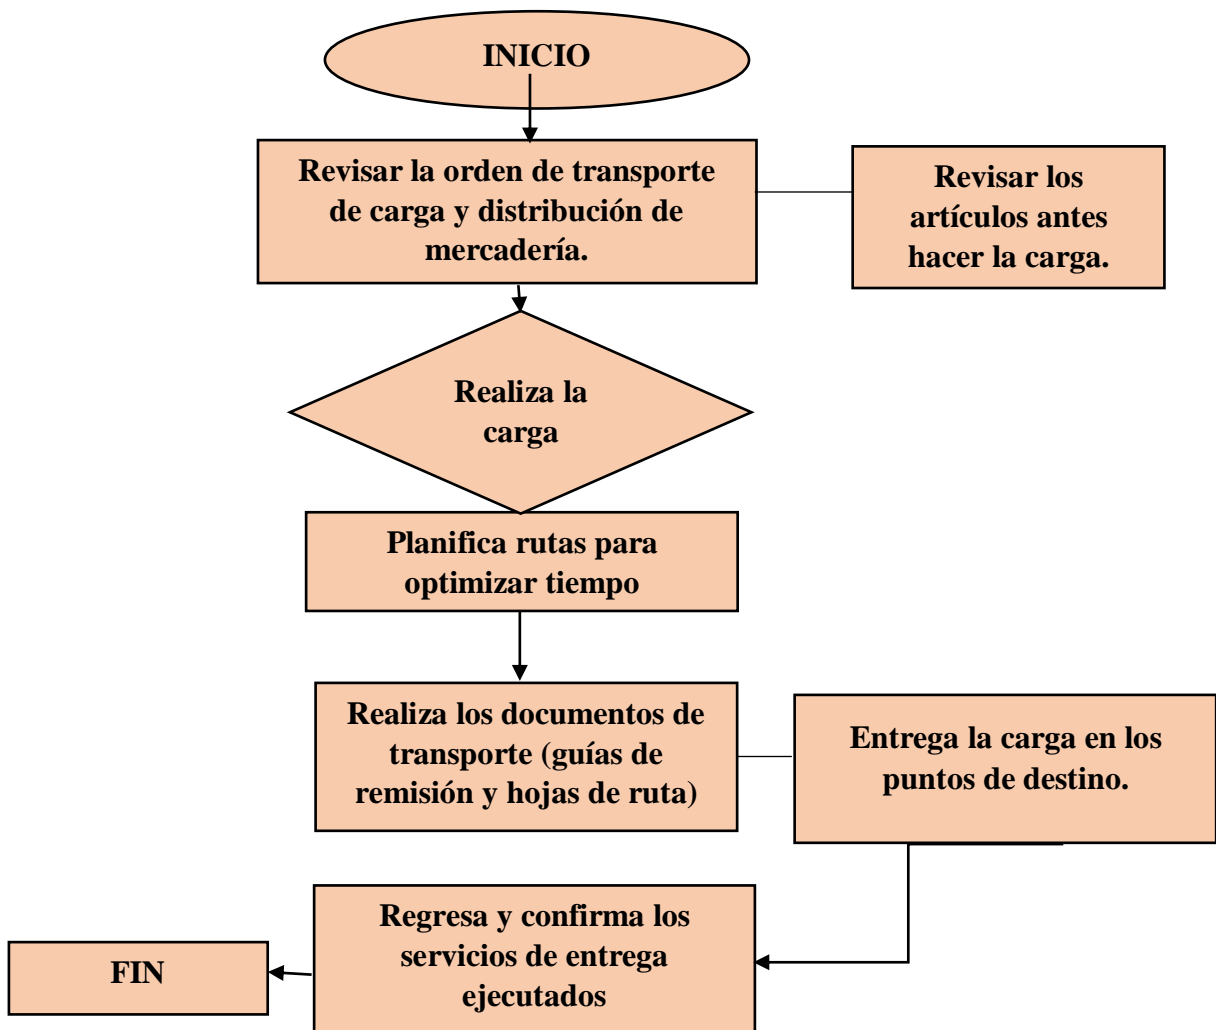 INICIO
Revisar la orden de transporte
de carga y distribución de
mercadería.
Revisar los
artículos antes
hacer la carga.
Realiza la
carga
Planifica rutas para
optimizar tiempo
Realiza los documentos de
transporte (guías de
remisión y hojas de ruta)
Entrega la carga en los
puntos de destino.
Regresa y confirma los
servicios de entrega
ejecutados
FIN